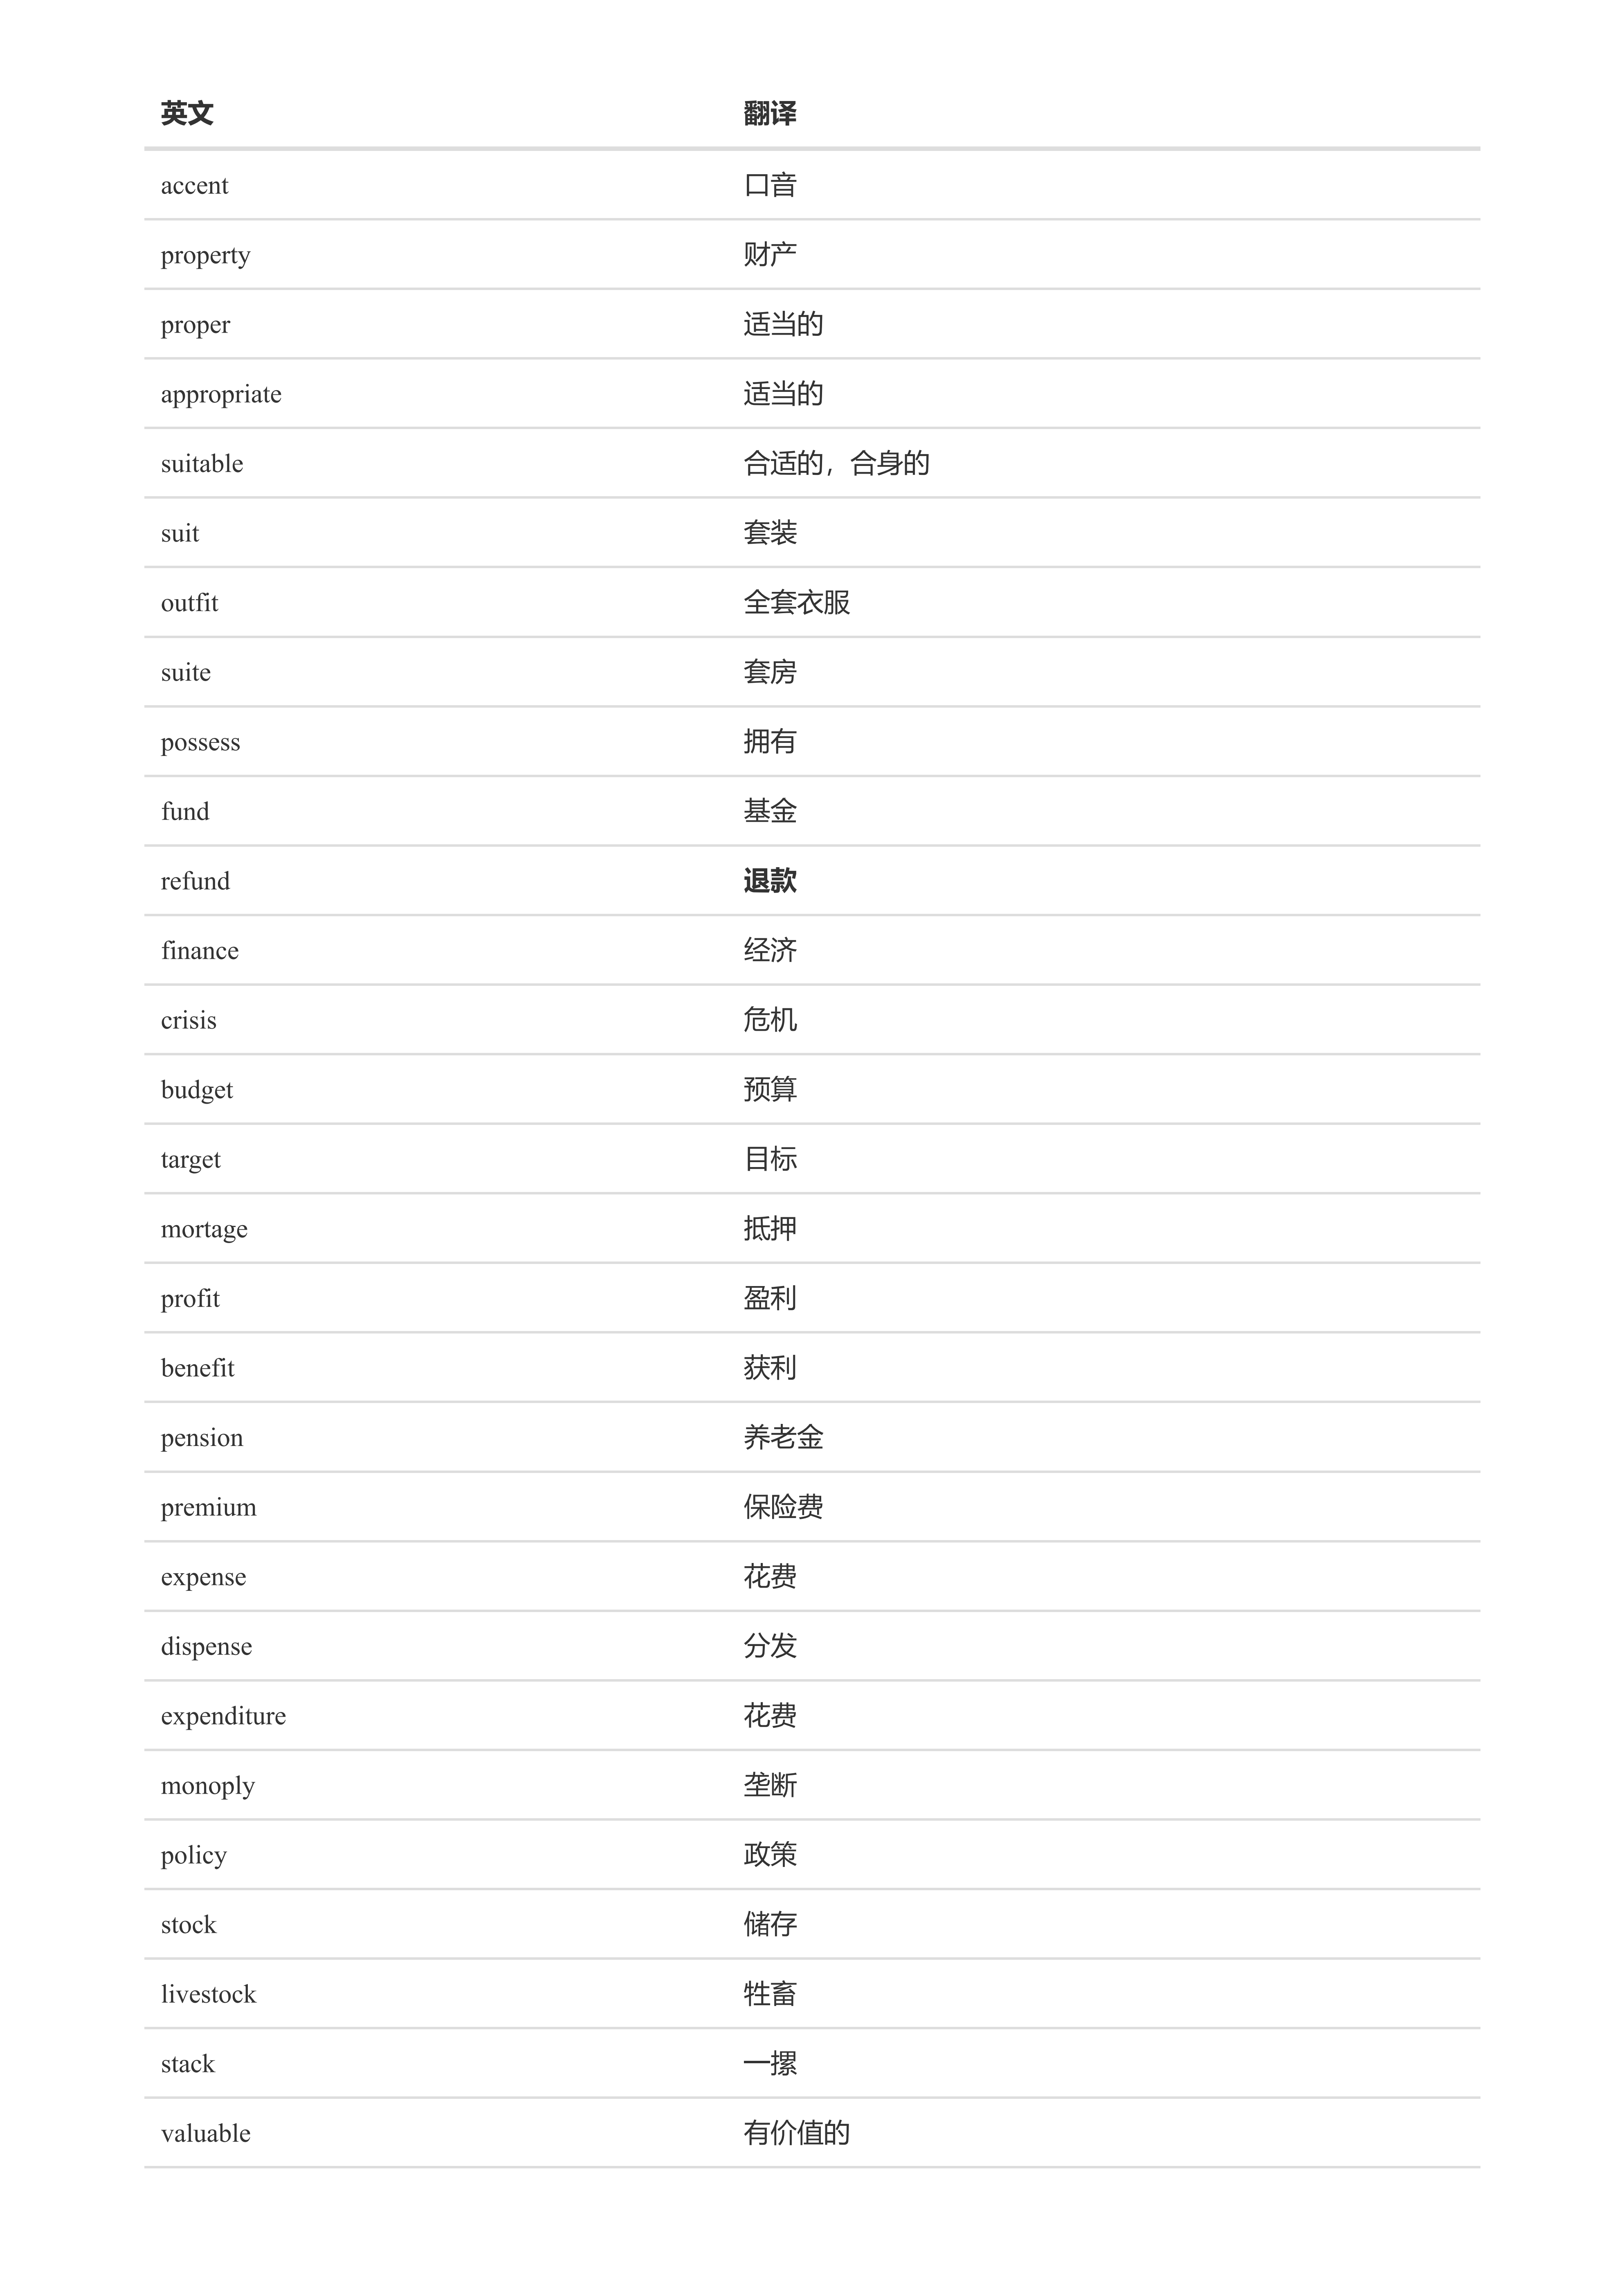 英文 翻译
accent 口音
property 财产
proper 适当的
appropriate 适当的
suitable 合适的，合身的
suit 套装
outfit 全套衣服
suite 套房
possess 拥有
fund 基金
refund 退款
finance 经济
crisis 危机
budget 预算
target 目标
mortage 抵押
profit 盈利
benefit 获利
pension 养老金
premium 保险费
expense 花费
dispense 分发
expenditure 花费
monoply 垄断
policy 政策
stock 储存
livestock 牲畜
stack 一摞
valuable 有价值的